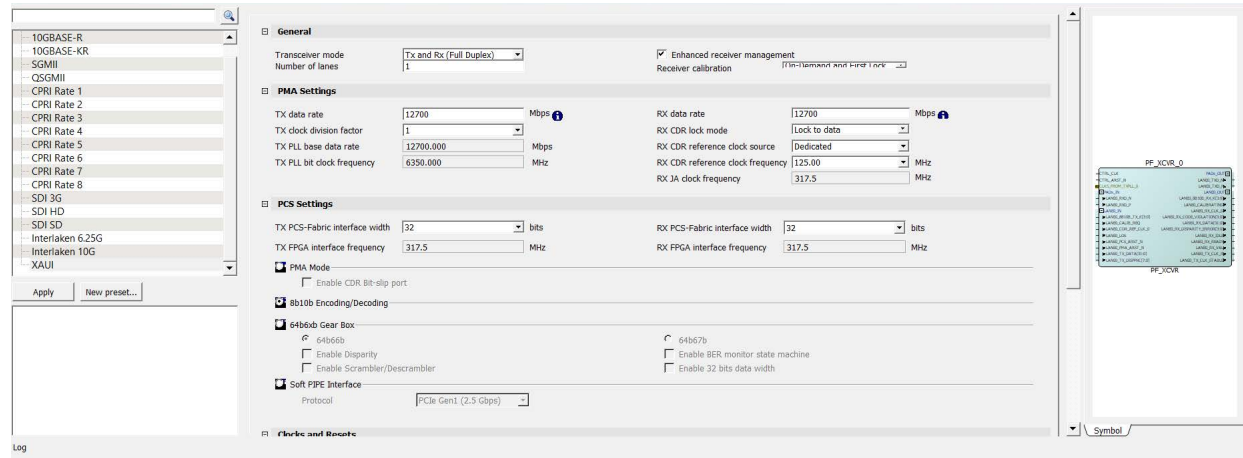 10GBASE-R
10GBASE-KR
SGMII
QSGMII
CPRI Rate 1
CPRI Rate 2
CPRI Rate 3
CPRI Rate 4
CPRI Rate 5
CPRI Rate 6
CPRI Rate 7
CPRI Rate 8
SDI 3G
SDI HD
SDI SD
Interlaken 6.25G
Interlaken 10G
XAUI
Apply New preset...
Log
General
Transceiver mode Tx and Rx (Full Duplex) Enhanced receiver management
Number of lanes 1 Receiver calibration On-Demand and First Lock
PMA Settings
TX data rate 12700 Mbps RX data rate 12700 Mbps
TX clock division factor 1 RX CDR lock mode Lock to data
TX PLL base data rate 12700.000 Mbps RX CDR reference clock source Dedicated
TX PLL bit clock frequency 6350.000 MHz RX CDR reference clock frequency 125.00 MHz
RX JA clock frequency 317.5 MHz
PCS Settings
TX PCS-Fabric interface width 32 bits RX PCS-Fabric interface width 32 bits
TX FPGA interface frequency 317.5 MHz RX FPGA interface frequency 317.5 MHz
PMA Mode
Enable CDR Bit-slip port
8b10b Encoding/Decoding
64b6xb Gear Box
64b66b 64b67b
Enable Disparity Enable BER monitor state machine
Enable Scrambler/Descrambler Enable 32 bits data width
Soft PIPE Interface
Protocol PCIe Gen1 (2.5 Gbps)
Clocks and Resets
PF_XCVR_0
PF_XCVR
Symbol